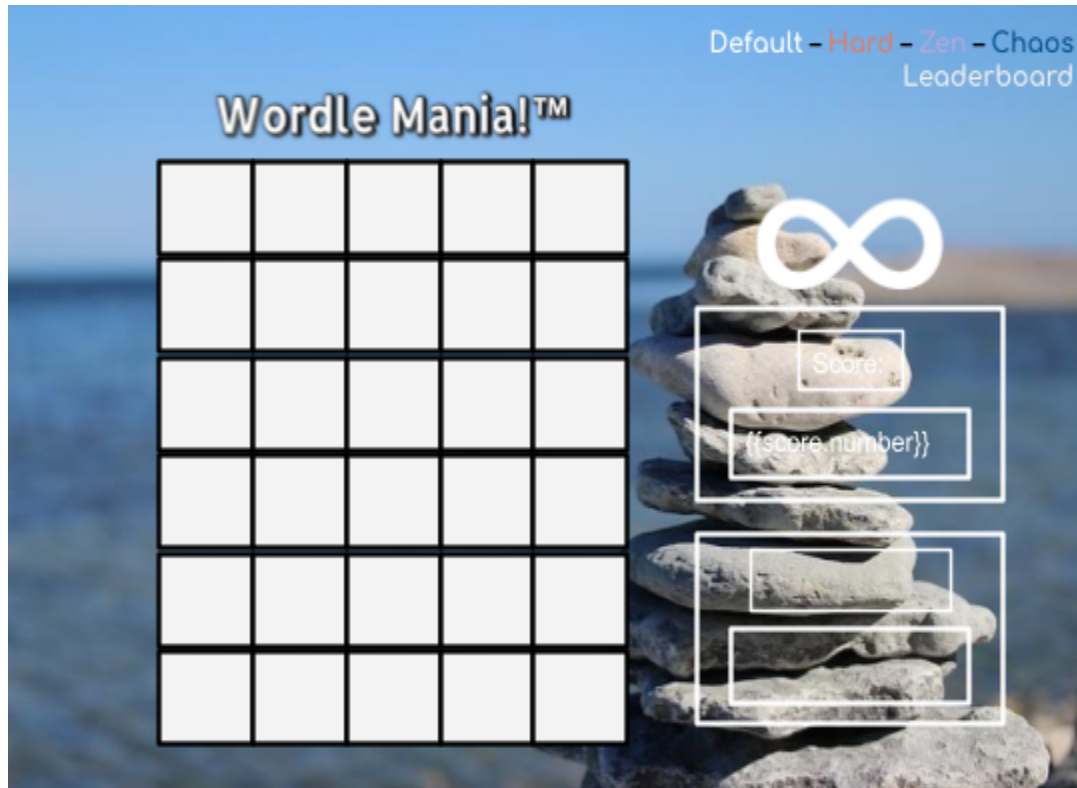 Default - Hard - Zen - Chaos
Leaderboard
Wordle Mania!™
Score:
{{score.number}}